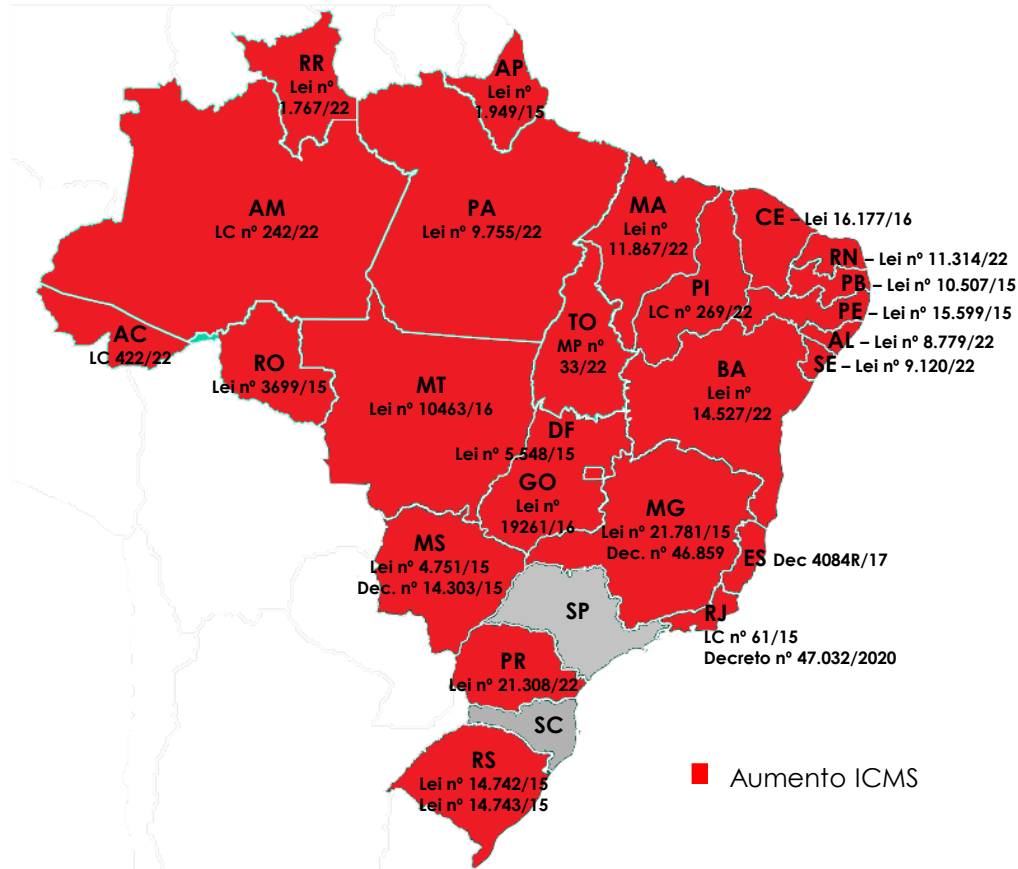 RR
Lei nº
1.767/22
AP
Lei nº
1.949/15
AM
LC nº 242/22
PA
Lei nº 9.755/22
MA
Lei nº
11.867/22
CE – Lei 16.177/16
RN – Lei nº 11.314/22
PB – Lei nº 10.507/15
PE – Lei nº 15.599/15
AL – Lei nº 8.779/22
SE – Lei nº 9.120/22
PI
LC nº 269/22
TO
MP nº
33/22
AC
LC 422/22
RO
Lei nº 3699/15
MT
Lei nº 10463/16
BA
Lei nº
14.527/22
DF
Lei nº 5.548/15
GO
Lei nº
19261/16
MG
Lei nº 21.781/15
Dec. nº 46.859
MS
Lei nº 4.751/15
Dec. nº 14.303/15
ES Dec 4084R/17
SP
RJ
LC nº 61/15
Decreto nº 47.032/2020
PR
Lei nº 21.308/22
SC
RS
Lei nº 14.742/15
Lei nº 14.743/15
Aumento ICMS